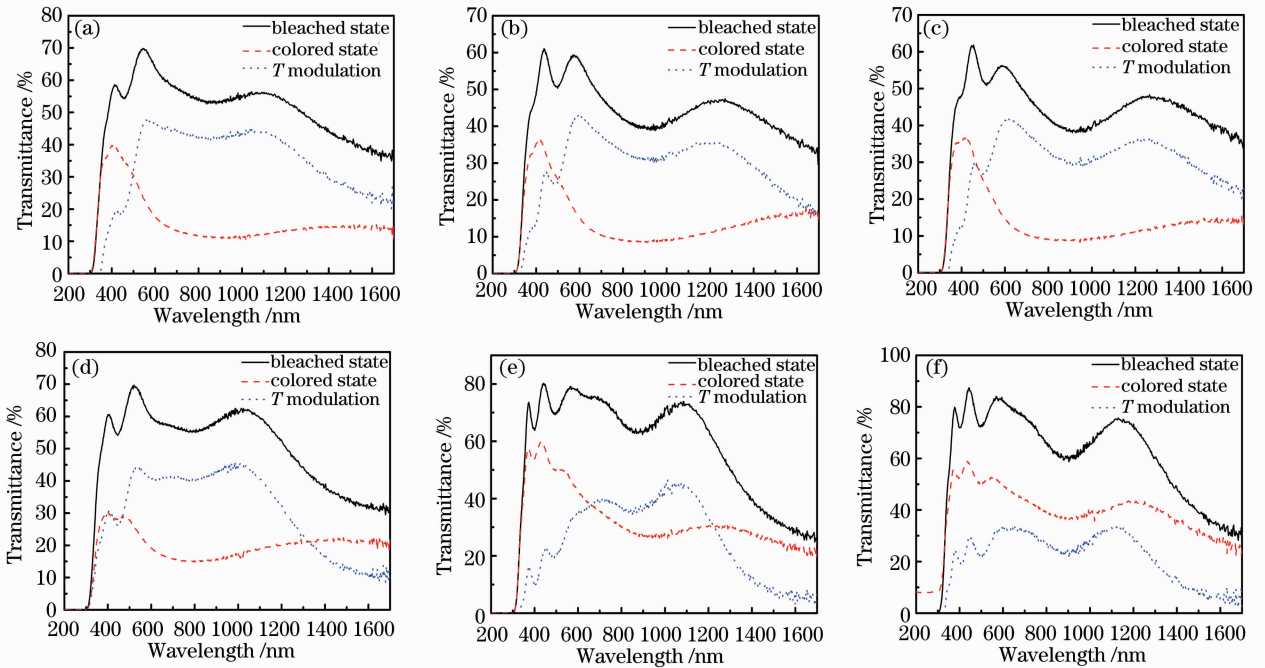 (a)
bleached state
colored state
T modulation
Transmittance /%
80
70
60
50
40
30
20
10
0
200 400 600 800 1000 1200 1400 1600
Wavelength /nm
(b)
bleached state
colored state
T modulation
Transmittance /%
70
60
50
40
30
20
10
0
200 400 600 800 1000 1200 1400 1600
Wavelength /nm
(c)
bleached state
colored state
T modulation
Transmittance /%
70
60
50
40
30
20
10
0
200 400 600 800 1000 1200 1400 1600
Wavelength /nm
(d)
bleached state
colored state
T modulation
Transmittance /%
80
70
60
50
40
30
20
10
0
200 400 600 800 1000 1200 1400 1600
Wavelength /nm
(e)
bleached state
colored state
T modulation
Transmittance /%
80
60
40
20
0
200 400 600 800 1000 1200 1400 1600
Wavelength /nm
(f)
bleached state
colored state
T modulation
Transmittance /%
100
80
60
40
20
0
200 400 600 800 1000 1200 1400 1600
Wavelength /nm